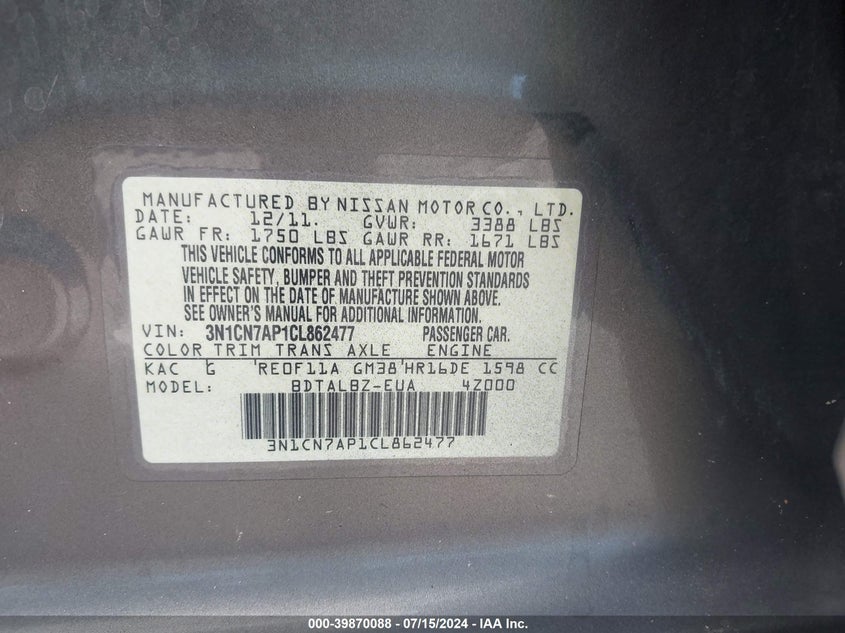 MANUFACTURED BY NISSAN MOTOR CO., LTD.
DATE: 12/11. GVWR: 3388 LBS
GAWR FR: 1750 LBS GAWR RR: 1671 LBS
THIS VEHICLE CONFORMS TO ALL APPLICABLE FEDERAL MOTOR
VEHICLE SAFETY, BUMPER AND THEFT PREVENTION STANDARDS
IN EFFECT ON THE DATE OF MANUFACTURE SHOWN ABOVE.
SEE OWNER'S MANUAL FOR ADDITIONAL INFORMATION.
VIN: 3N1CN7AP1CL862477 PASSENGER CAR.
COLOR TRIM TRANS AXLE ENGINE
KAC G RE0F11A GM38 HR16DE 1598 CC
MODEL: BDTALBZ-EUA 4Z000
3N1CN7AP1CL862477
000-39870088 - 07/15/2024 - IAA Inc.